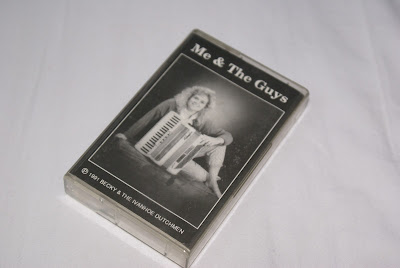 Me & The Guys
℗ 1991 BECKY & THE IVANHOE DUTCHMEN